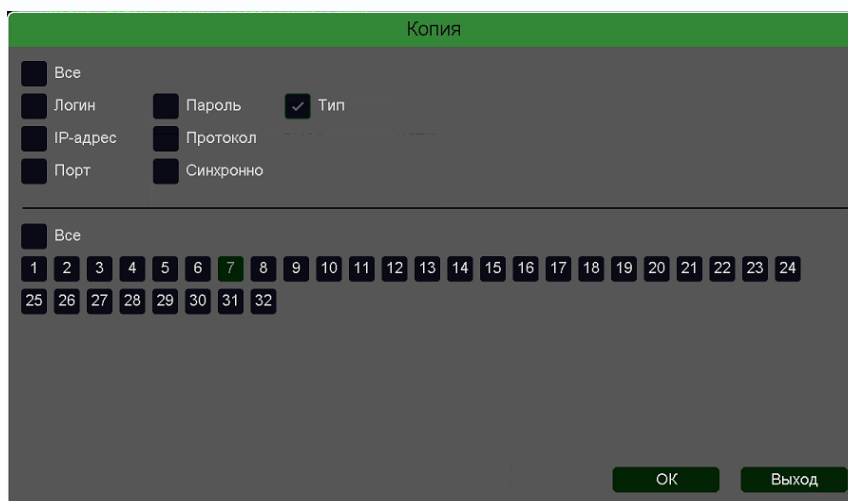 Копия
Все
Логин Пароль Тип
IP-адрес Протокол
Порт Синхронно
Все
1 2 3 4 5 6 7 8 9 10 11 12 13 14 15 16 17 18 19 20 21 22 23 24
25 26 27 28 29 30 31 32
ОК Выход